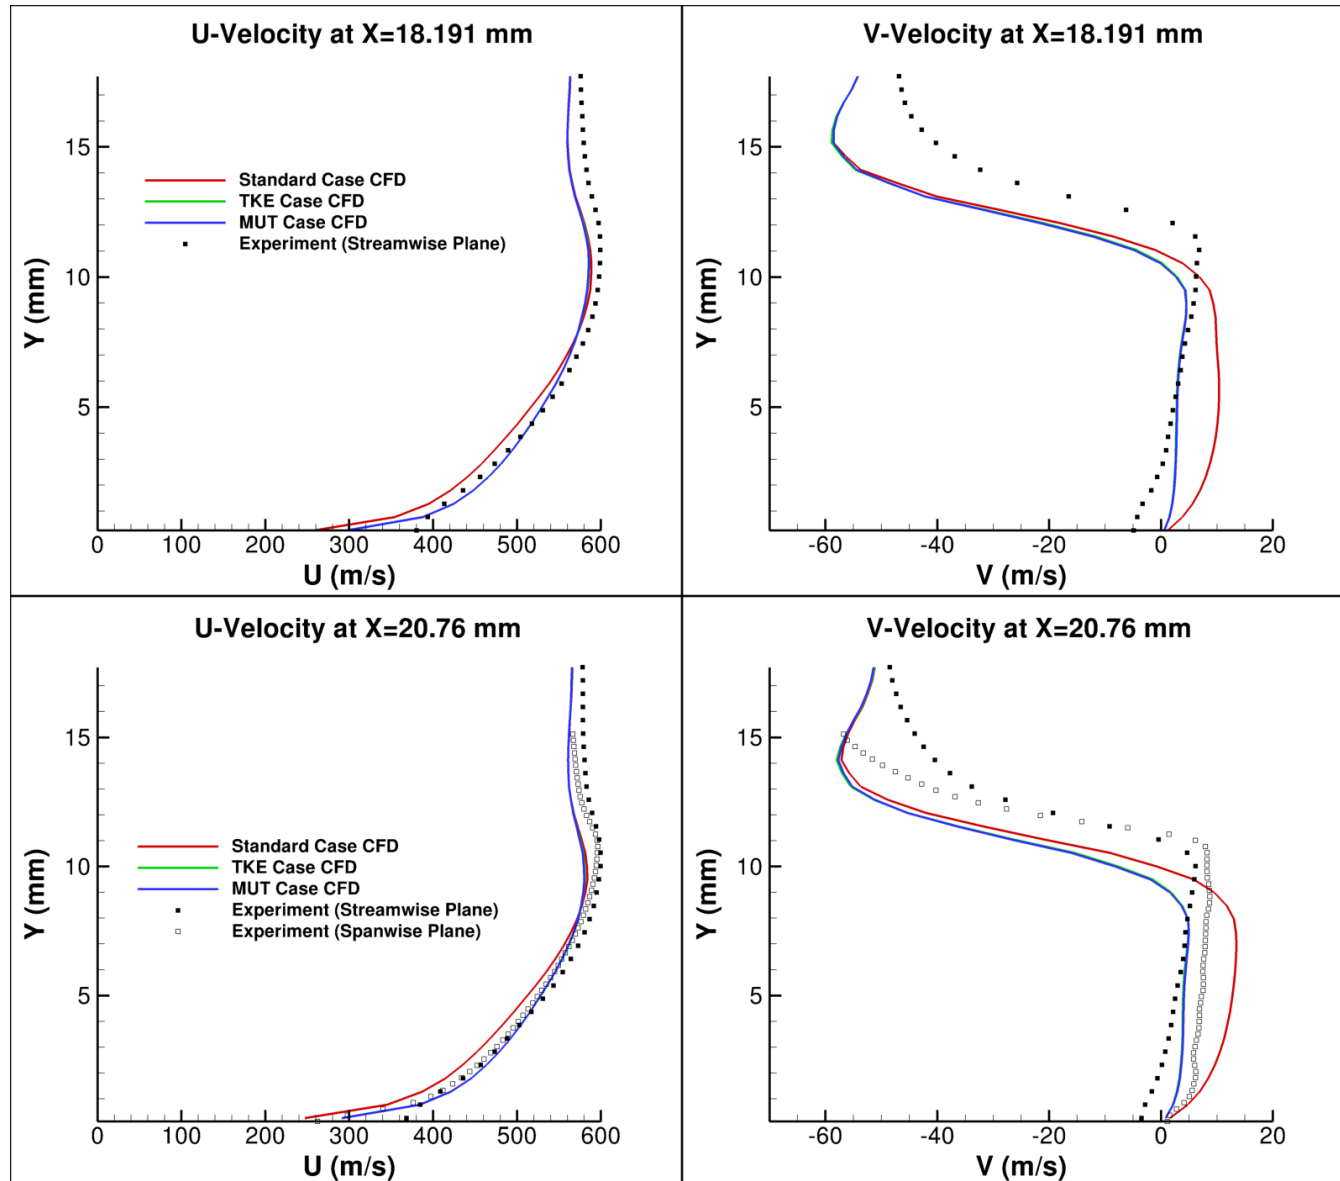 U-Velocity at X=18.191 mm
Y (mm)
15
10
5
Standard Case CFD
TKE Case CFD
MUT Case CFD
Experiment (Streamwise Plane)
0 100 200 300 400 500 600
U (m/s)
V-Velocity at X=18.191 mm
Y (mm)
15
10
5
-60 -40 -20 0 20
V (m/s)
U-Velocity at X=20.76 mm
Y (mm)
15
10
5
Standard Case CFD
TKE Case CFD
MUT Case CFD
Experiment (Streamwise Plane)
Experiment (Spanwise Plane)
0 100 200 300 400 500 600
U (m/s)
V-Velocity at X=20.76 mm
Y (mm)
15
10
5
-60 -40 -20 0 20
V (m/s)